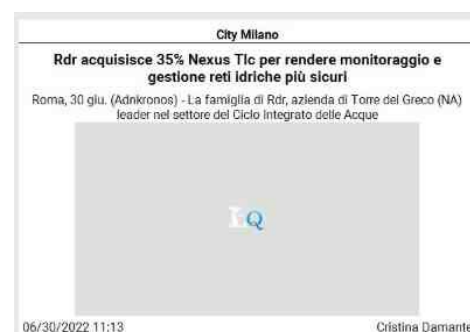 City Milano
Rdr acquisisce 35% Nexus Tlc per rendere monitoraggio e
gestione reti idriche più sicuri
Roma, 30 giu. (Adnkronos) - La famiglia di Rdr, azienda di Torre del Greco (NA)
leader nel settore del Ciclo Integrato delle Acque
Q
06/30/2022 11:13
Cristina Damante